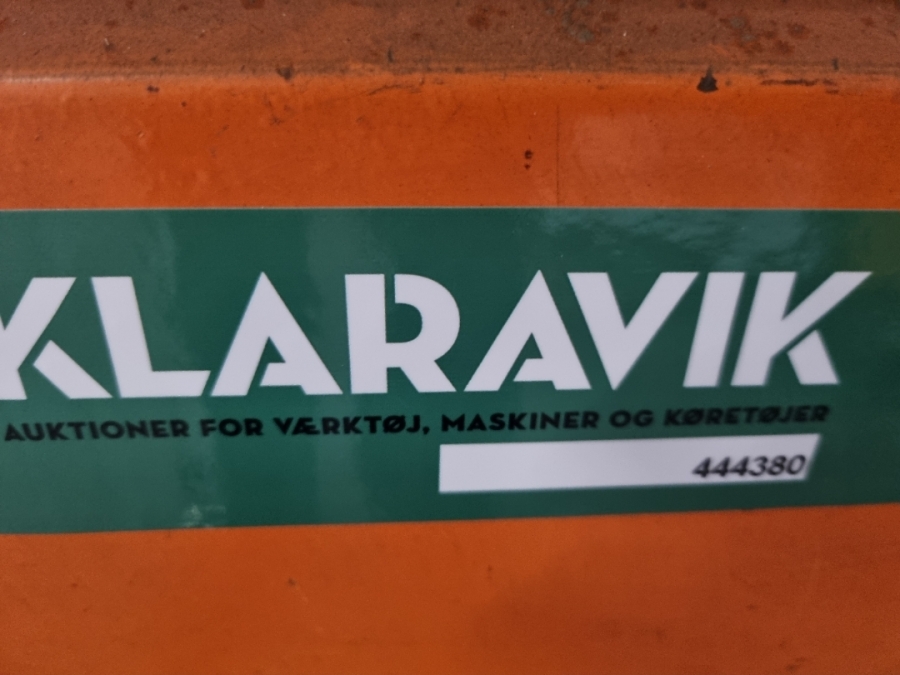 KLARAVIK
AUKTIONER FOR VÆRKTØJ, MASKINER OG KØRETØJER
444380